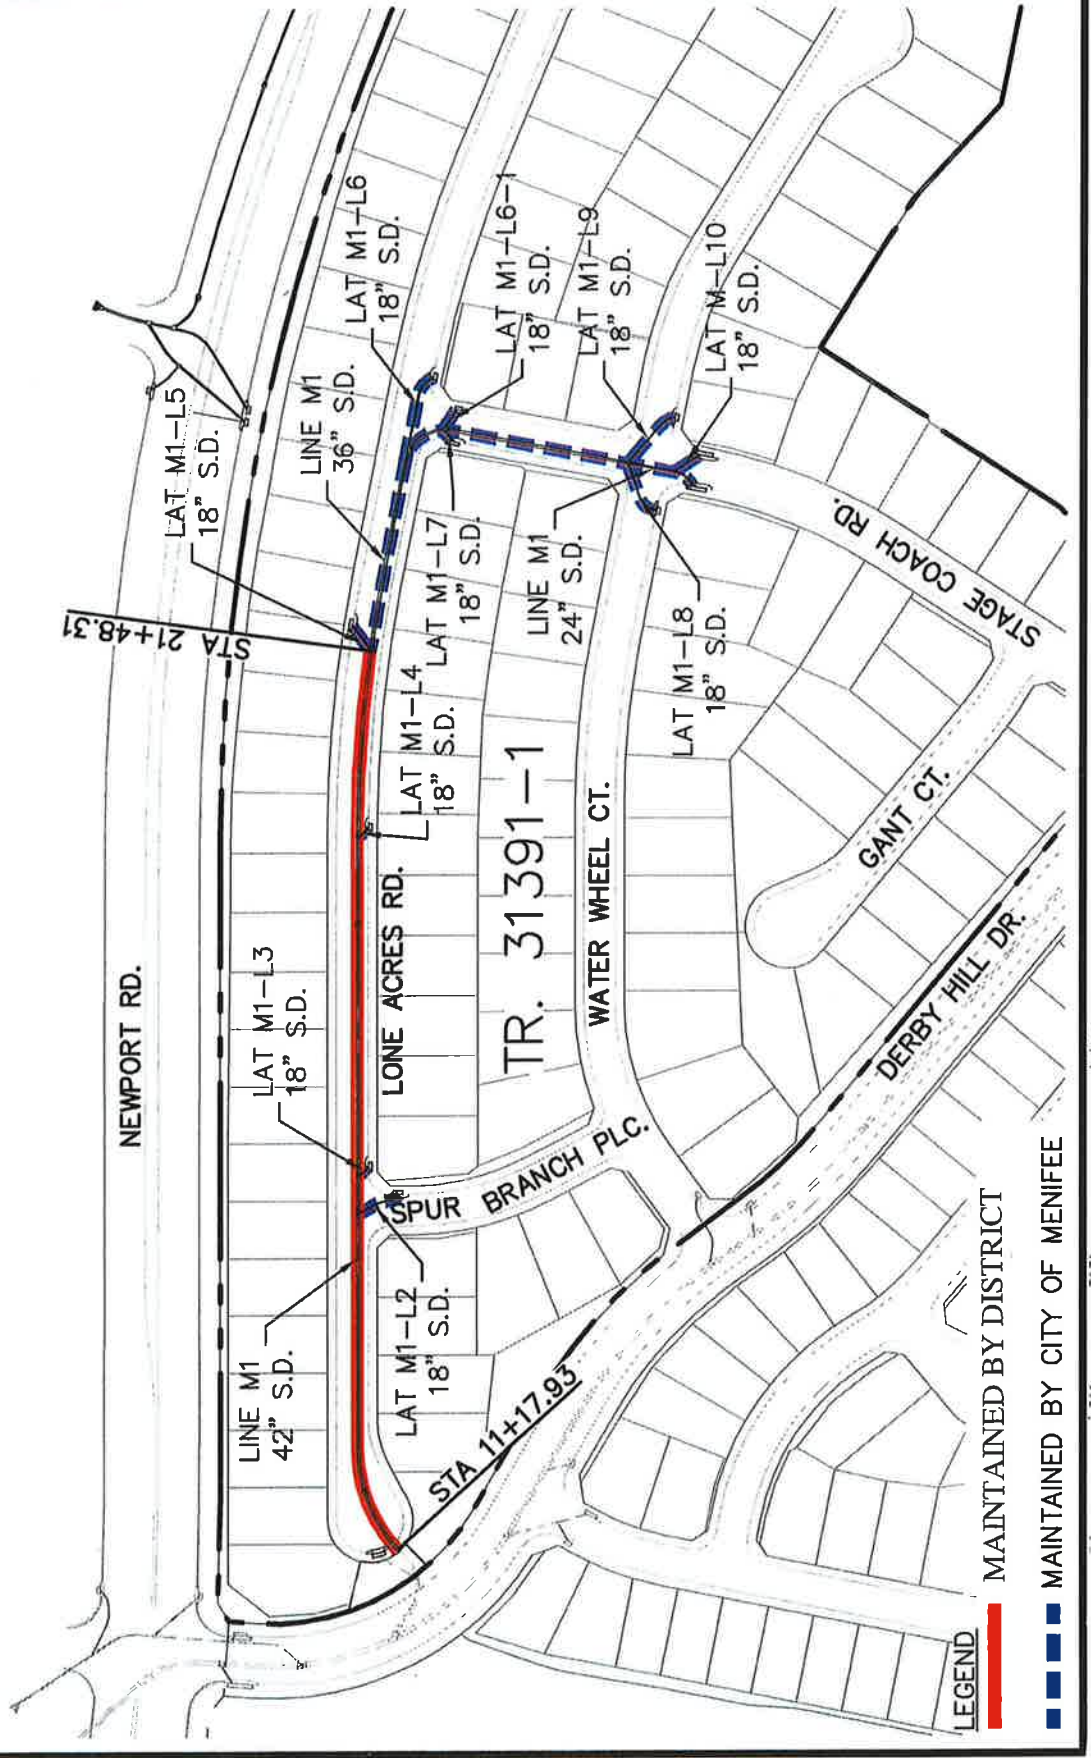 NEWPORT RD.
STA 21+48.31
LAT M1-L5
18" S.D.
LINE M1
36" S.D.
LAT M1-L6
18" S.D.
LAT M1-L6-1
18" S.D.
LAT M1-L9
18" S.D.
LAT M-L10
18" S.D.
LINE M1
42" S.D.
LAT M1-L3
18" S.D.
LONE ACRES RD.
LAT M1-L4
18" S.D.
LAT M1-L7
18" S.D.
LINE M1
24" S.D.
LAT M1-L8
18" S.D.
LAT M1-L2
18" S.D.
SPUR BRANCH PLC.
TR. 31391-1
WATER WHEEL CT.
STAGE COACH RD.
GANT CT.
DERBY HILL DR.
STA 11+17.93
LEGEND
MAINTAINED BY DISTRICT
MAINTAINED BY CITY OF MENIFEE